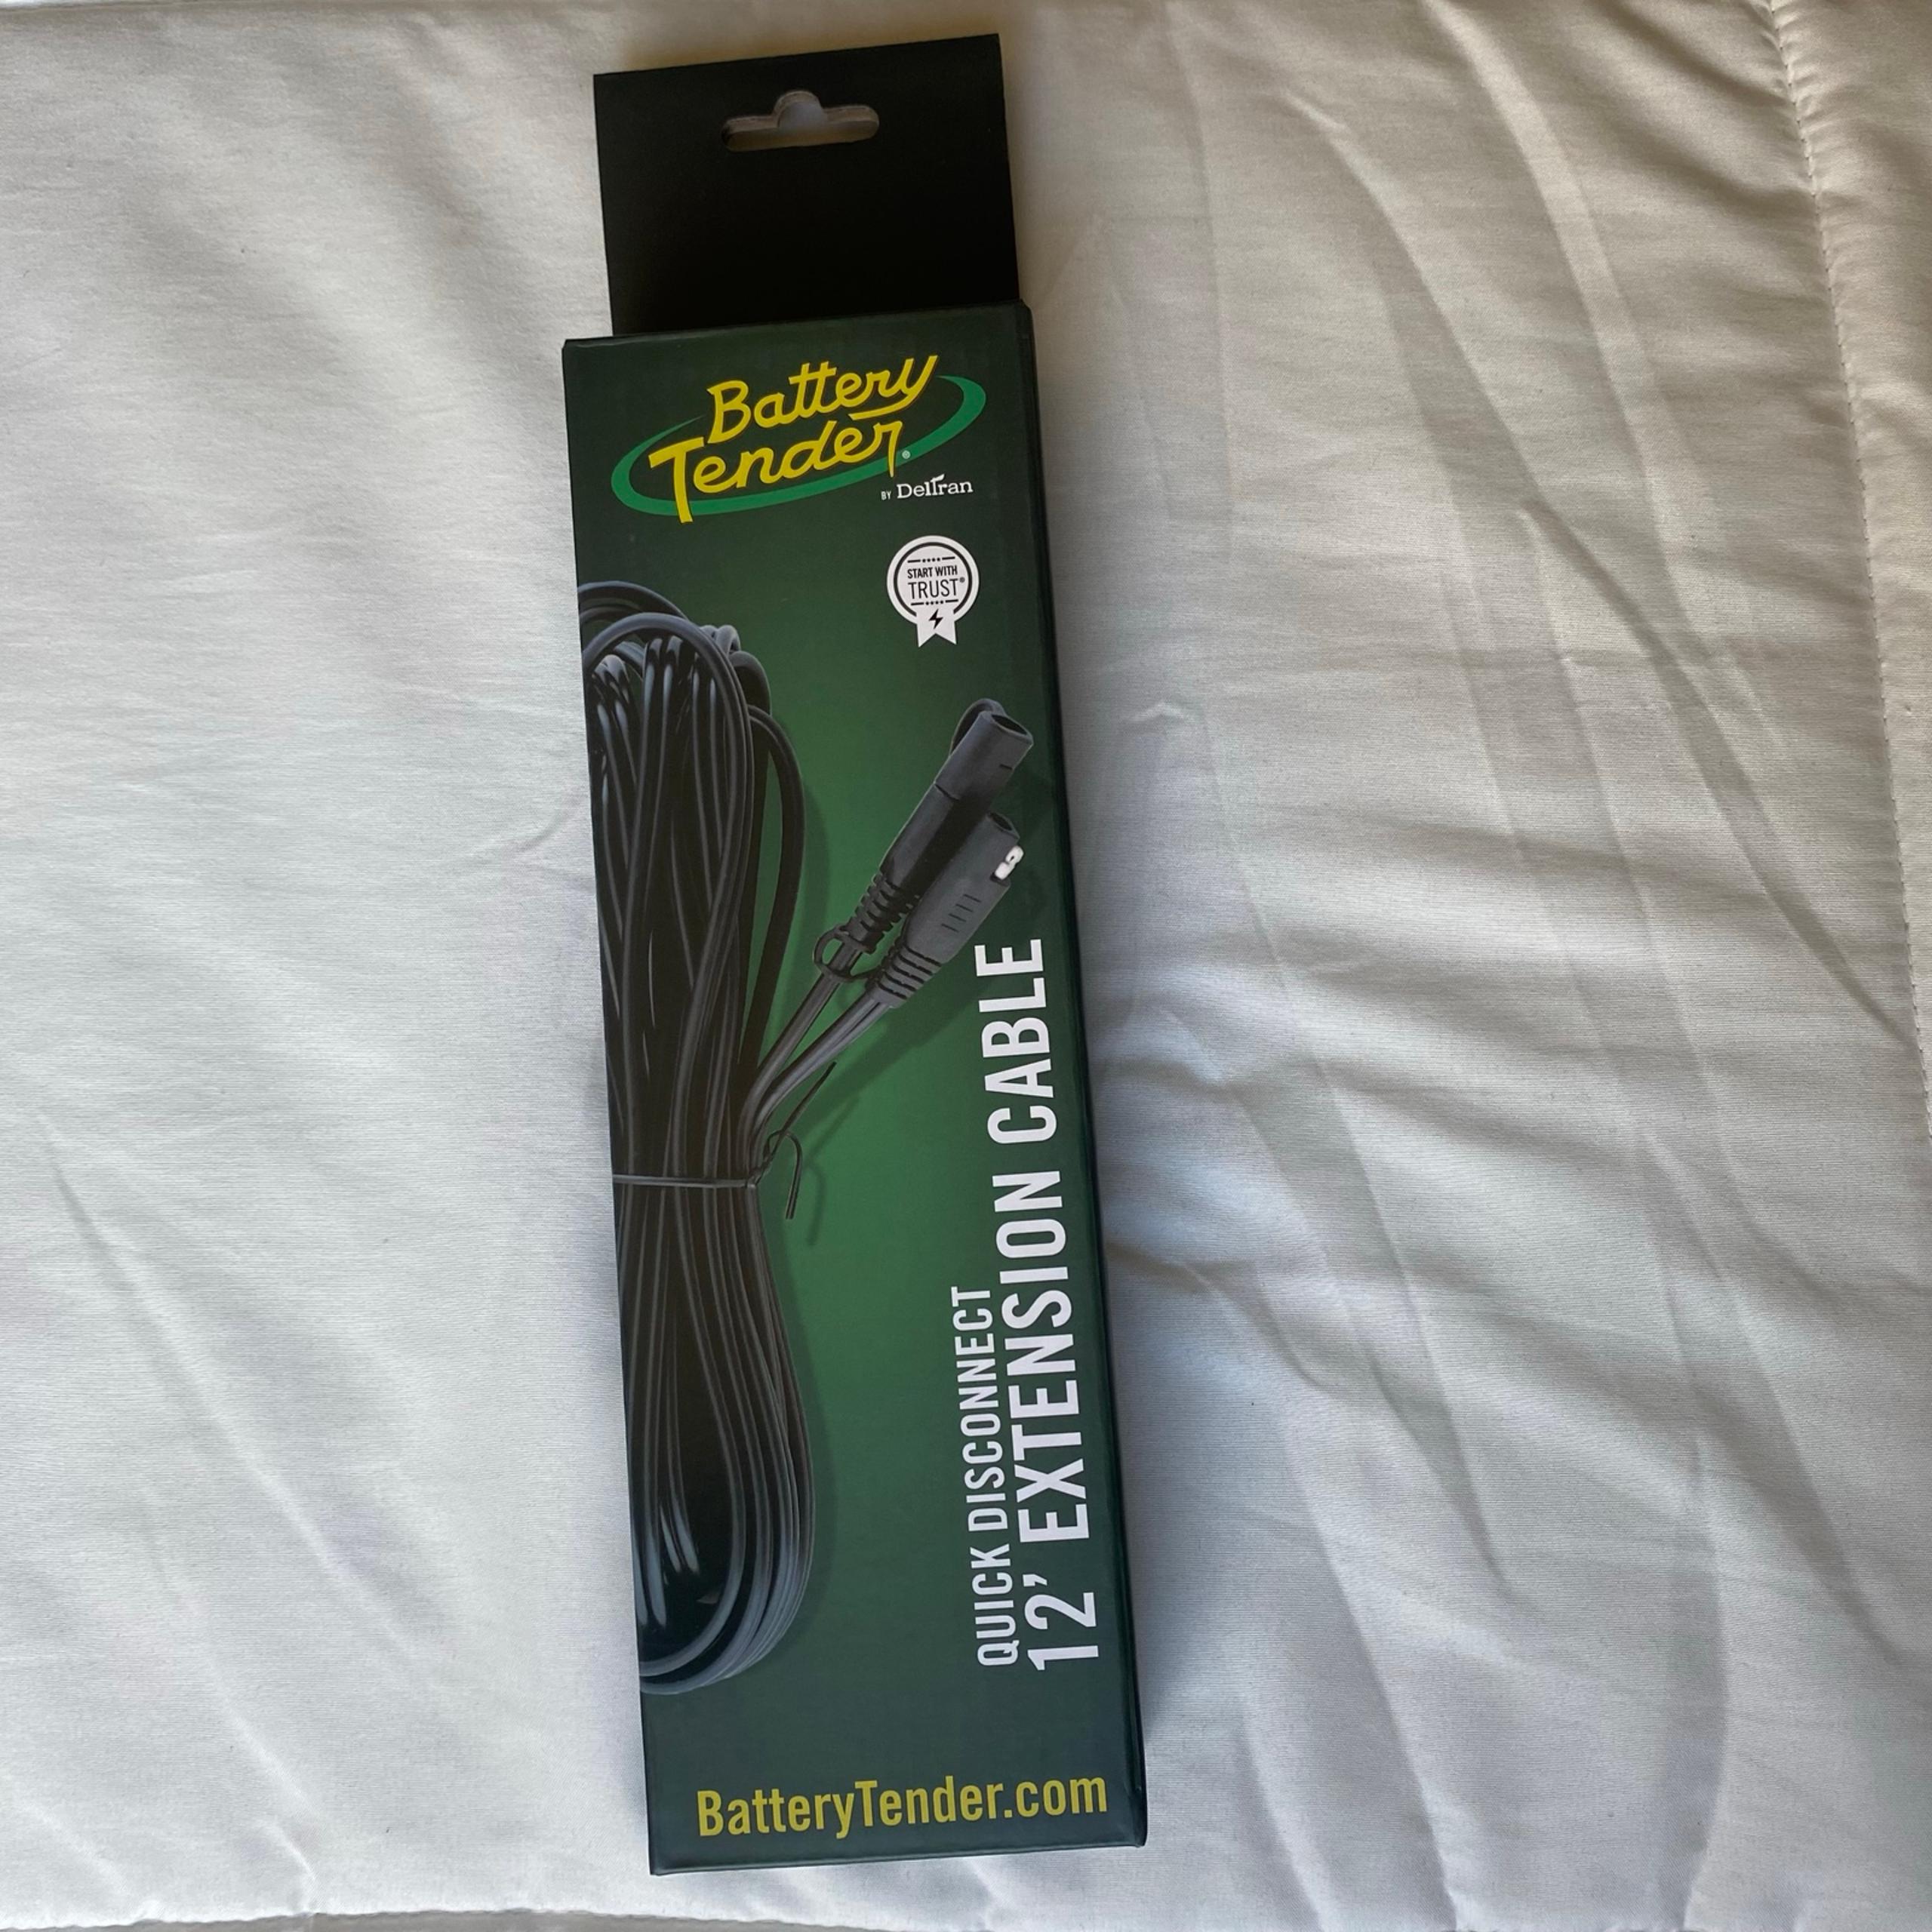 Battery
Tender®
BY DelTran
START WITH
TRUST®
QUICK DISCONNECT
12' EXTENSION CABLE
BatteryTender.com